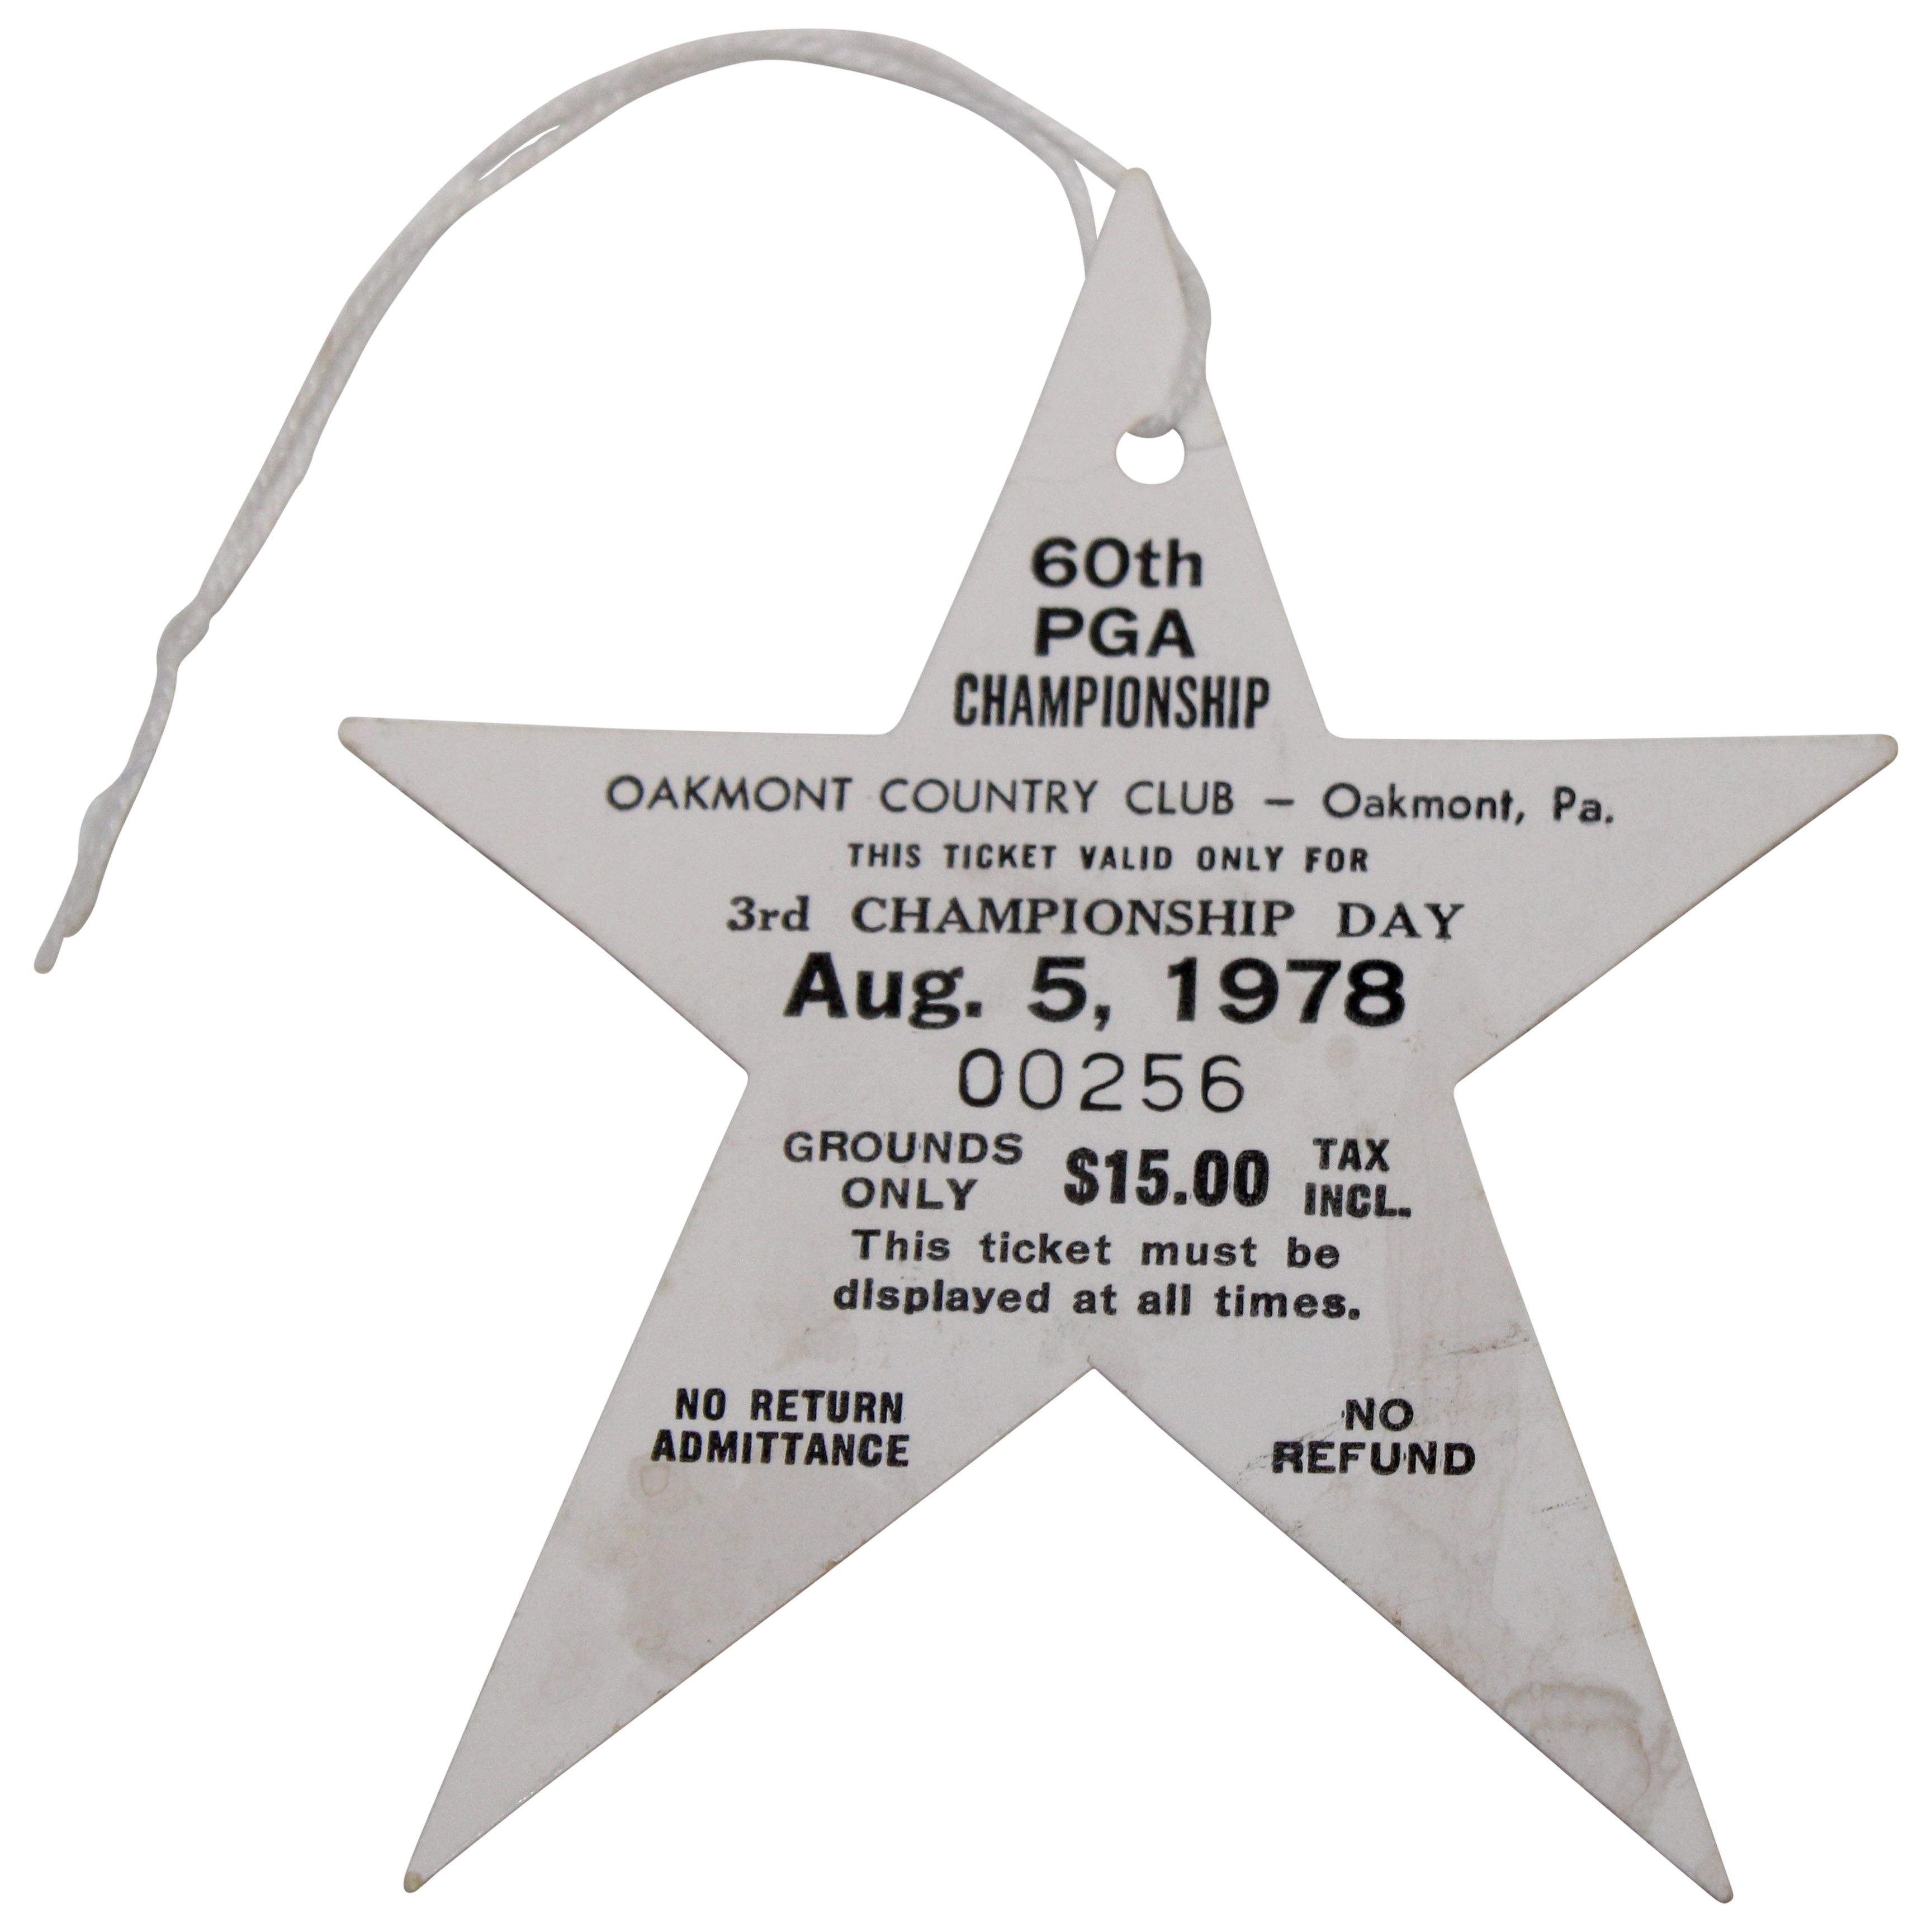 60th
PGA
CHAMPIONSHIP
OAKMONT COUNTRY CLUB – Oakmont, Pa.
THIS TICKET VALID ONLY FOR
3rd CHAMPIONSHIP DAY
Aug. 5, 1978
00256
GROUNDS
ONLY
$15.00
TAX
INCL.
This ticket must be
displayed at all times.
NO RETURN
ADMITTANCE
NO
REFUND